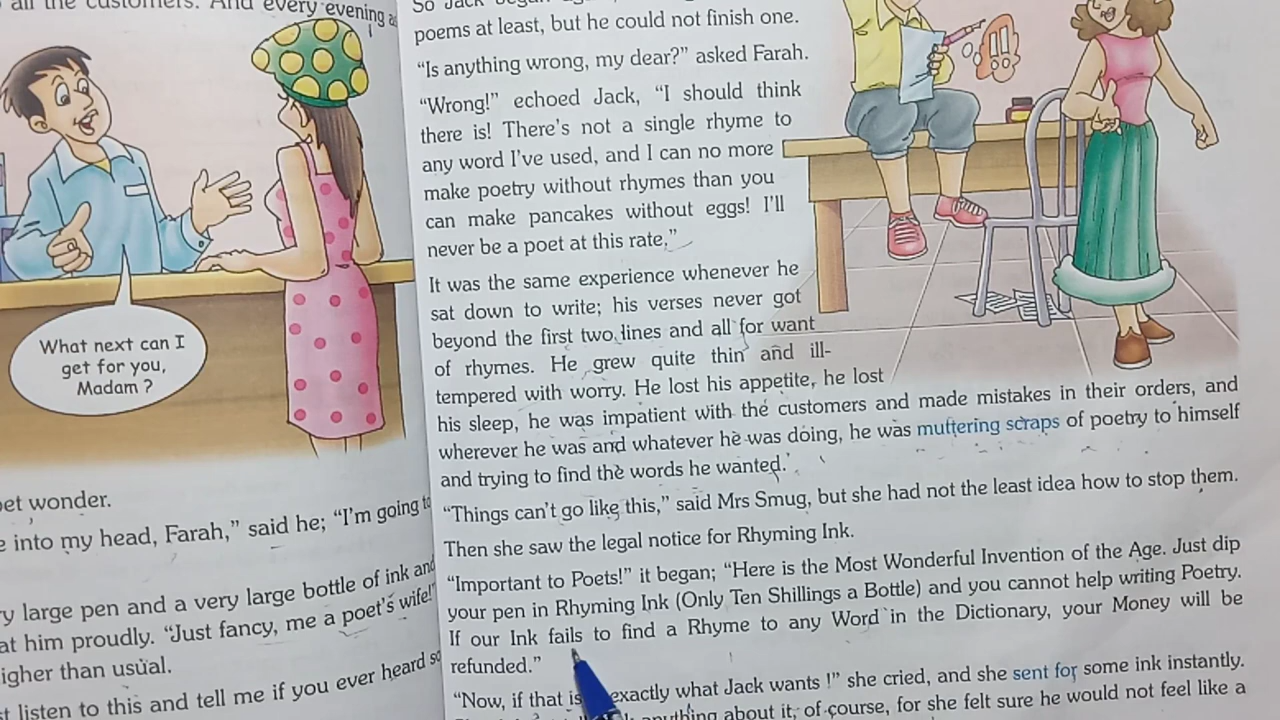 all the customers. And every evening
What next can I
get for you,
Madam ?
wonder.
into my head, Farah," said he; "I'm going to
large pen and a very large bottle of ink and
at him proudly. "Just fancy, me a poet's wife!"
than usual.
listen to this and tell me if you ever heard so
So Jack began
poems at least, but he could not finish one.
"Is anything wrong, my dear?" asked Farah.
"Wrong!" echoed Jack, "I should think
there is! There's not a single rhyme to
any word I've used, and I can no more
make poetry without rhymes than you
can make pancakes without eggs! I'll
never be a poet at this rate."
It was the same experience whenever he
sat down to write; his verses never got
beyond the first two lines and all for want
of rhymes. He grew quite thin and ill-
tempered with worry. He lost his appetite, he lost
his sleep, he was impatient with the customers and made mistakes in their orders, and
wherever he was and whatever he was doing, he was muttering scraps of poetry to himself
and trying to find the words he wanted.
"Things can't go like this," said Mrs Smug, but she had not the least idea how to stop them.
Then she saw the legal notice for Rhyming Ink.
"Important to Poets!" it began; "Here is the Most Wonderful Invention of the Age. Just dip
your pen in Rhyming Ink (Only Ten Shillings a Bottle) and you cannot help writing Poetry.
If our Ink fails to find a Rhyme to any Word in the Dictionary, your Money will be
refunded."
"Now, if that exactly what Jack wants !" she cried, and she sent for some ink instantly.
anything about it, of course, for she felt sure he would not feel like a